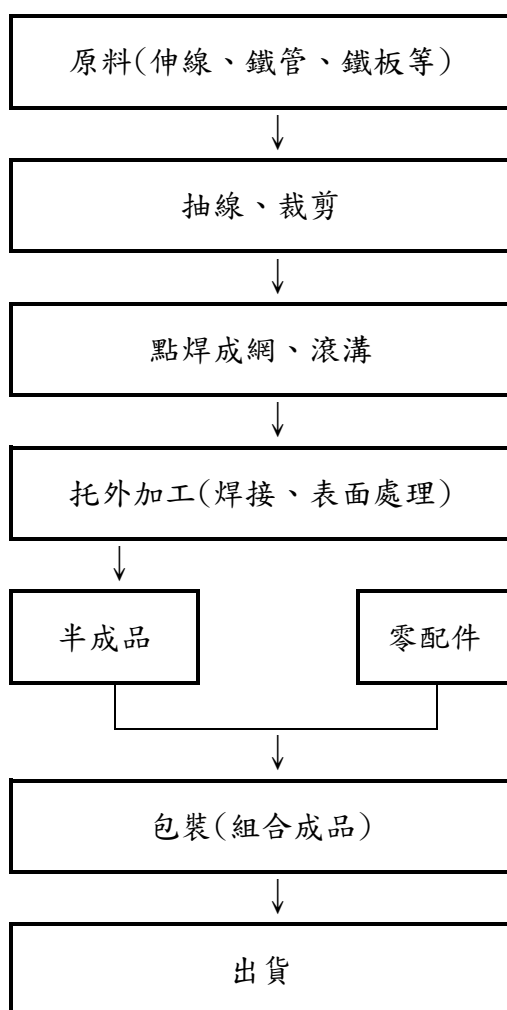 原料(伸線、鐵管、鐵板等)
抽線、裁剪
點焊成網、滾溝
托外加工(焊接、表面處理)
半成品
零配件
包裝(組合成品)
出貨